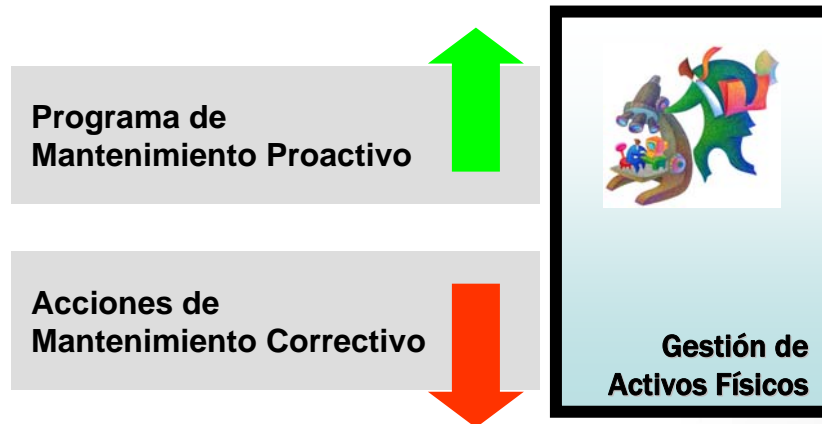 Programa de
Mantenimiento Proactivo
Acciones de
Mantenimiento Correctivo
Gestión de
Activos Físicos